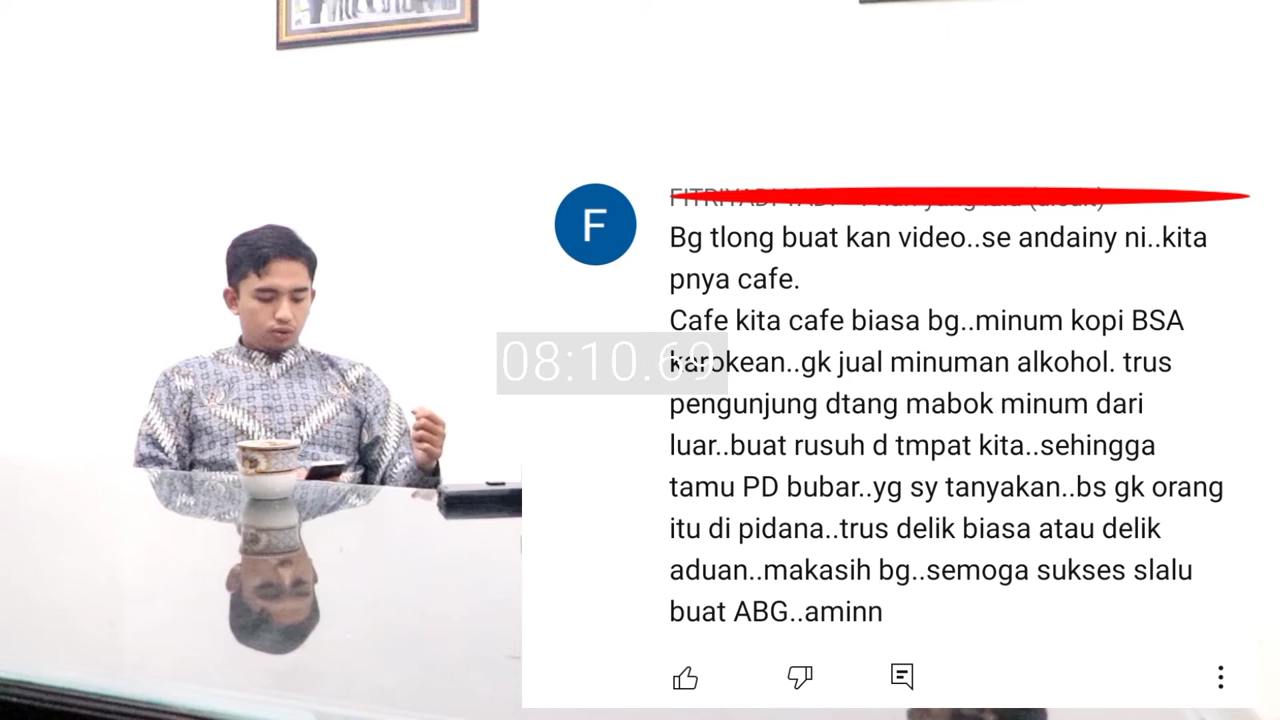 F
Bg tlong buat kan video..se andainy ni..kita
pnya cafe.
Cafe kita cafe biasa bg..minum kopi BSA
karokean..gk jual minuman alkohol. trus
pengunjung dtang mabok minum dari
luar..buat rusuh d tmpat kita..sehingga
tamu PD bubar..yg sy tanyakan..bs gk orang
itu di pidana..trus delik biasa atau delik
aduan..makasih bg..semoga sukses slalu
buat ABG..aminn
08:10.69